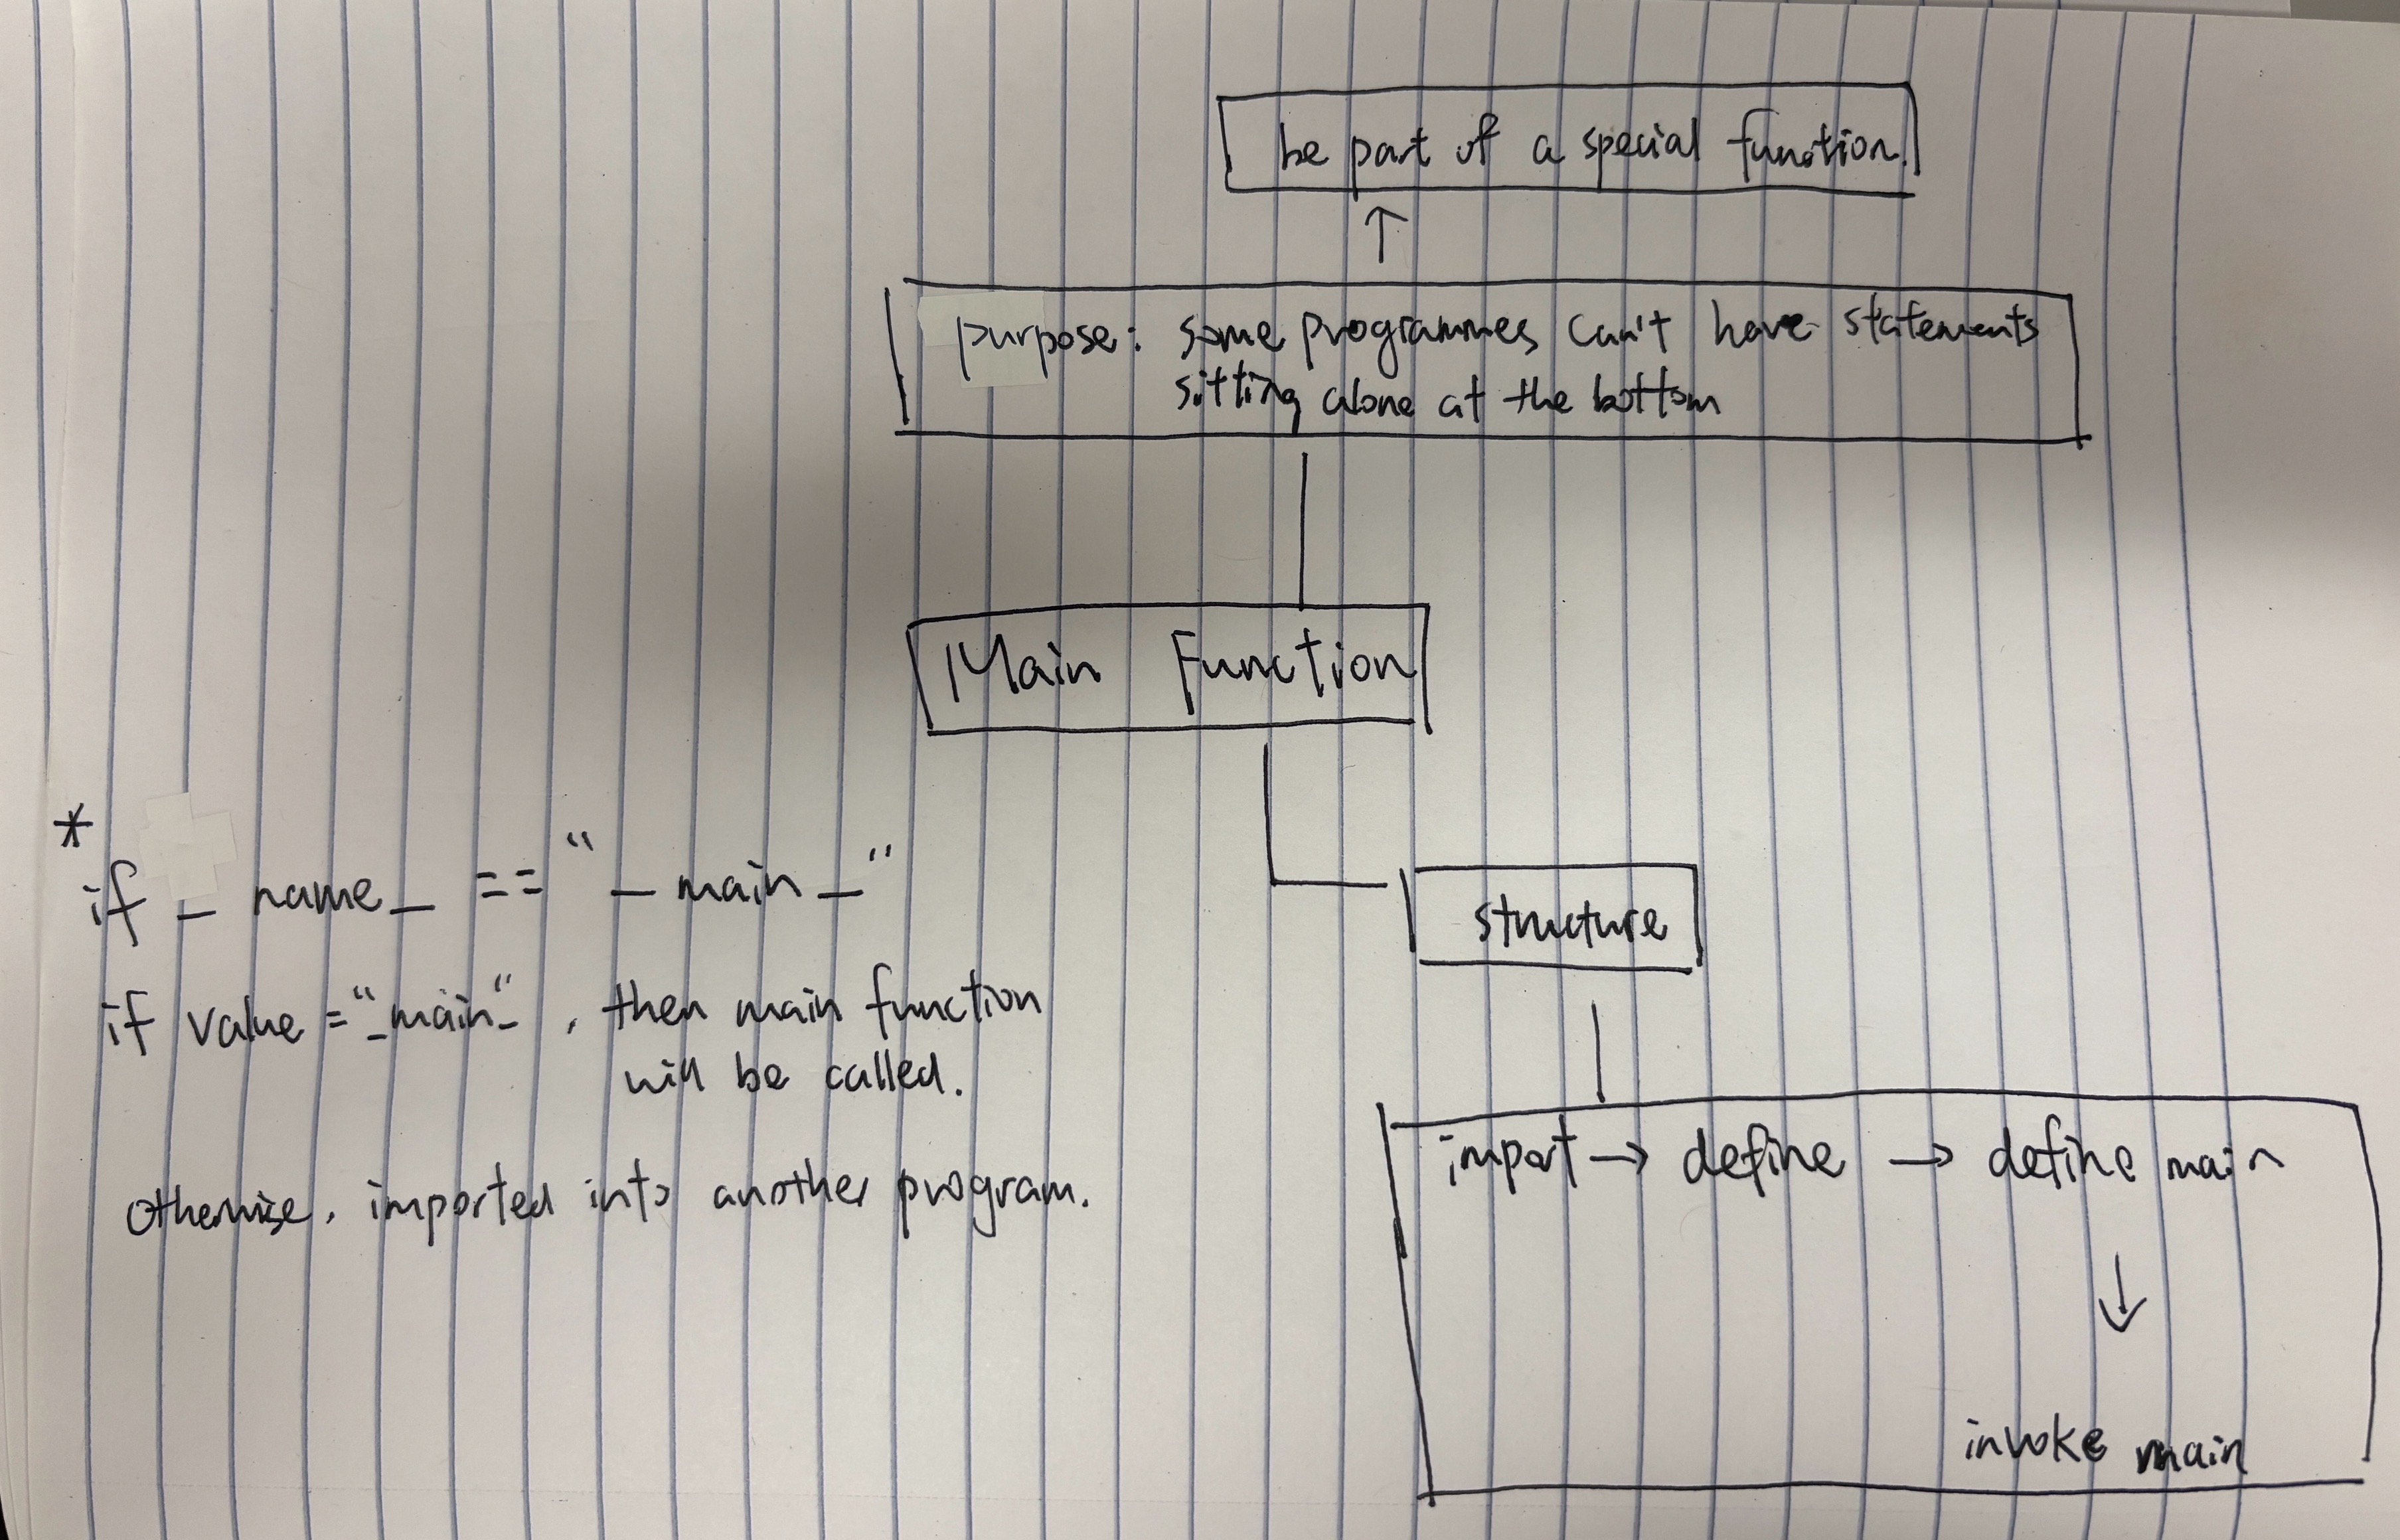 be part of a special function.
↑
purpose: some programmes can't have statements
sitting alone at the bottom
Main Function
*
if _ name _ == "_ main _"
structure
if value = "_main_", then main function
will be called.
import → define → define main
otherwise, imported into another program.
↓
invoke main